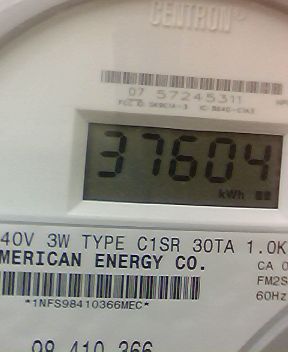 CENTRON®
07 57245311
37604
kWh
40V 3W TYPE C1SR 30TA 1.0K
MERICAN ENERGY CO.
CA 0
FM2S
60Hz
*1NFS98410366MEC*
98 410 366